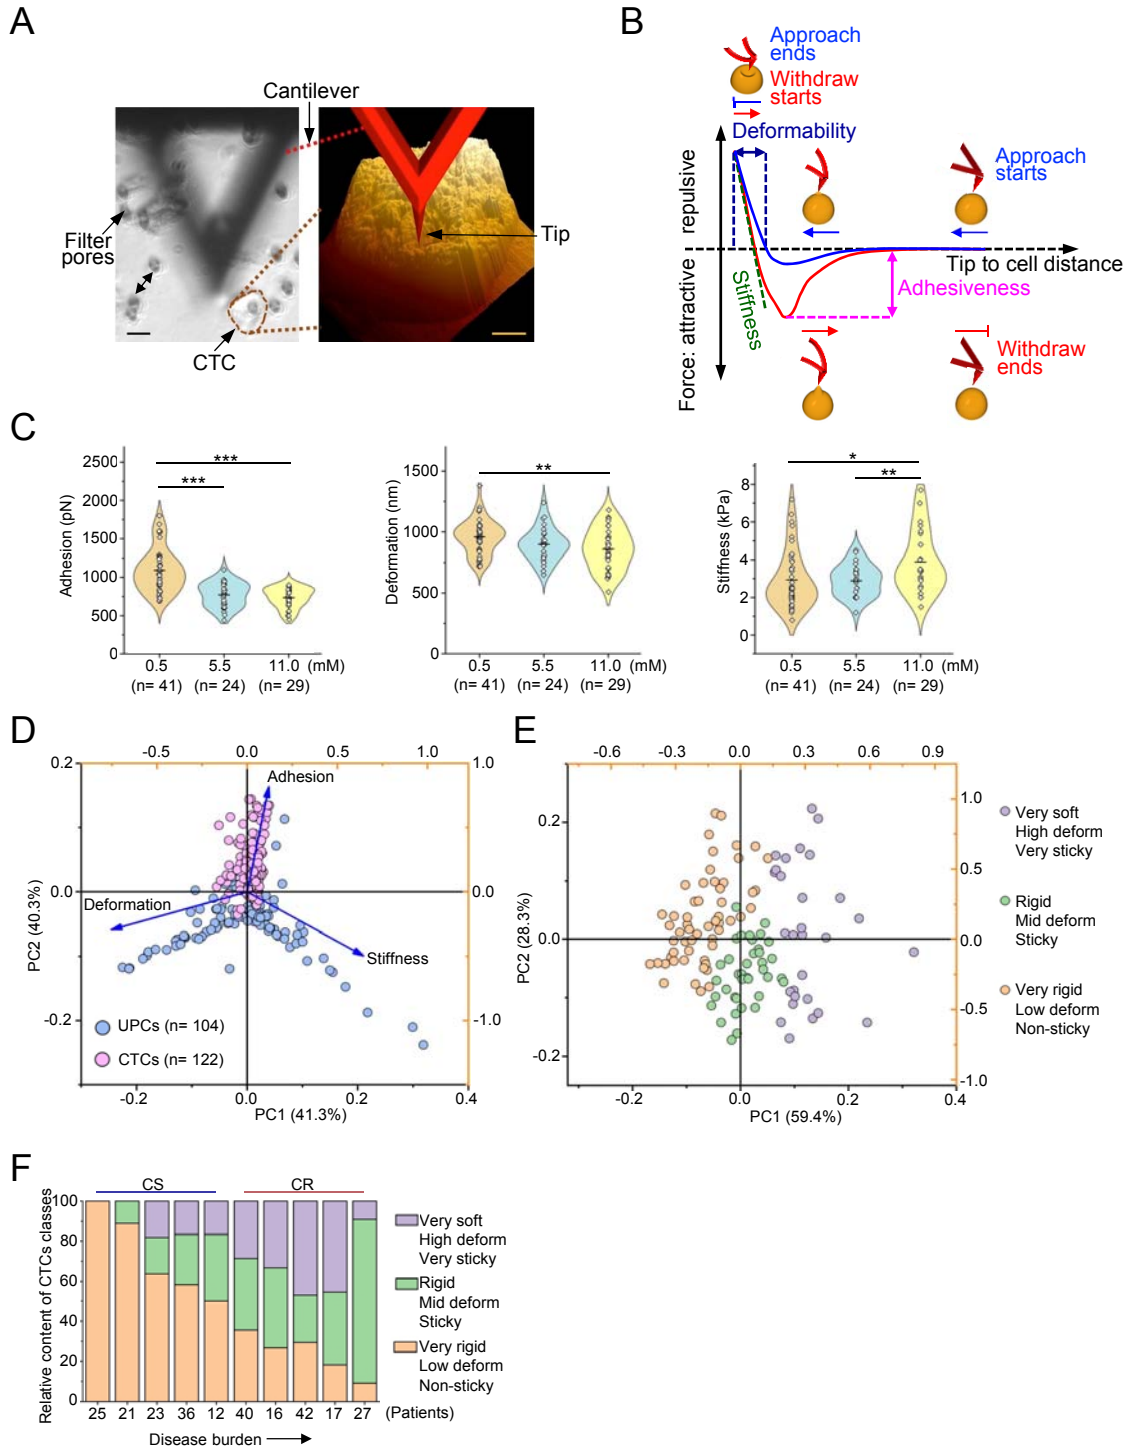 A
Cantilever
Filter
pores
CTC
Tip
B
Approach
ends
Withdraw
starts
Deformability
Approach
starts
Force: attractive repulsive
Tip to cell distance
Stiffness
Adhesiveness
Withdraw
ends
C
Adhesion (pN)
2500
2000
1500
1000
500
0
***
***
0.5 5.5 11.0 (mM)
(n= 41) (n= 24) (n= 29)
Deformation (nm)
1500
1000
500
0
**
0.5 5.5 11.0 (mM)
(n= 41) (n= 24) (n= 29)
Stiffness (kPa)
8
6
4
2
0
*
**
0.5 5.5 11.0 (mM)
(n= 41) (n= 24) (n= 29)
D
-0.5 0.0 0.5 1.0
0.2
0.0
-0.2
PC2 (40.3%)
1.0
0.0
-1.0
Adhesion
Deformation
Stiffness
UPCs (n= 104)
CTCs (n= 122)
-0.2 0.0 0.2 0.4
PC1 (41.3%)
E
-0.6 -0.3 0.0 0.3 0.6 0.9
0.2
0.0
-0.2
PC2 (28.3%)
1.0
0.5
0.0
-0.5
-1.0
-0.2 0.0 0.2 0.4
PC1 (59.4%)
Very soft
High deform
Very sticky
Rigid
Mid deform
Sticky
Very rigid
Low deform
Non-sticky
F
CS CR
Relative content of CTCs classes
100
80
60
40
20
0
25 21 23 36 12 40 16 42 17 27 (Patients)
Disease burden
Very soft
High deform
Very sticky
Rigid
Mid deform
Sticky
Very rigid
Low deform
Non-sticky